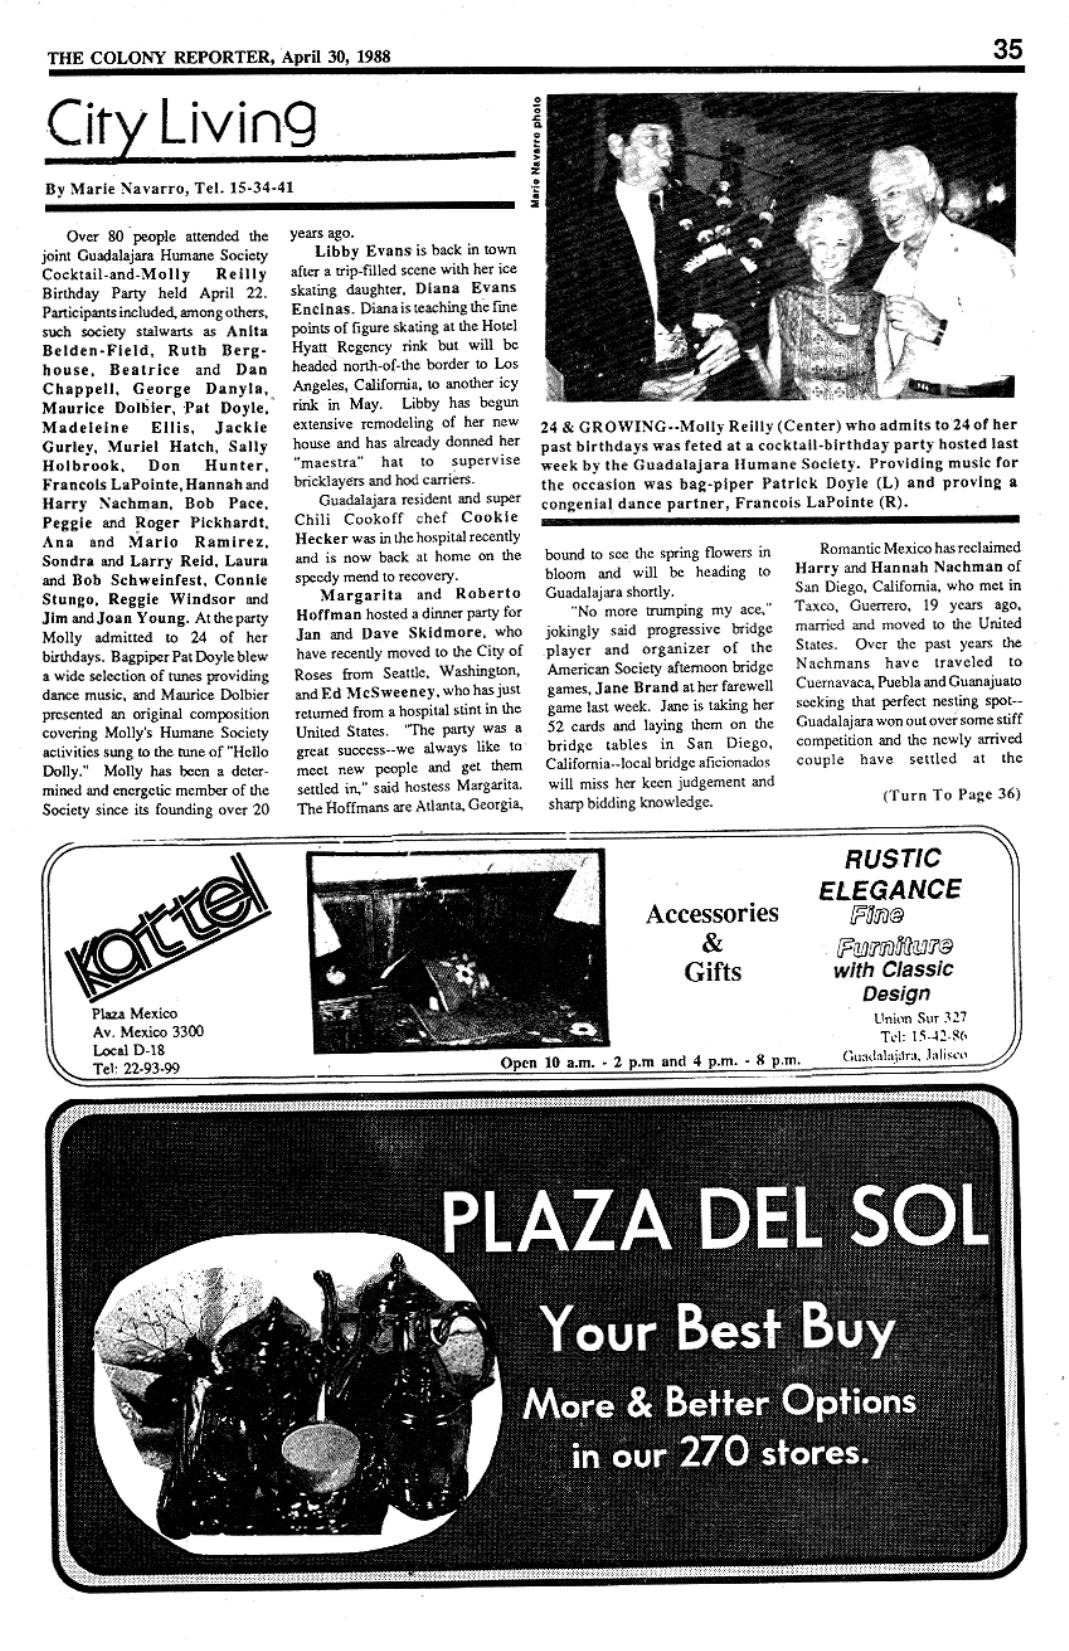 THE COLONY REPORTER, April 30, 1988
35
City Living
By Marie Navarro, Tel. 15-34-41
Over 80 people attended the
joint Guadalajara Humane Society
Cocktail-and-Molly Reilly
Birthday Party held April 22.
Participants included, among others,
such society stalwarts as Anita
Belden-Field, Ruth Berg-
house, Beatrice and Dan
Chappell, George Danyla,
Maurice Dolbier, Pat Doyle,
Madeleine Ellis, Jackie
Gurley, Muriel Hatch, Sally
Holbrook, Don Hunter,
Francois LaPointe, Hannah and
Harry Nachman, Bob Pace,
Peggie and Roger Pickhardt,
Ana and Mario Ramirez,
Sondra and Larry Reid, Laura
and Bob Schweinfest, Connie
Stungo, Reggie Windsor and
Jim and Joan Young. At the party
Molly admitted to 24 of her
birthdays. Bagpiper Pat Doyle blew
a wide selection of tunes providing
dance music, and Maurice Dolbier
presented an original composition
covering Molly's Humane Society
activities sung to the tune of "Hello
Dolly." Molly has been a deter-
mined and energetic member of the
Society since its founding over 20
years ago.
Libby Evans is back in town
after a trip-filled scene with her ice
skating daughter, Diana Evans
Encinas. Diana is teaching the fine
points of figure skating at the Hotel
Hyatt Regency rink but will be
headed north-of-the border to Los
Angeles, California, to another icy
rink in May. Libby has begun
extensive remodeling of her new
house and has already donned her
"maestra" hat to supervise
bricklayers and hod carriers.
Guadalajara resident and super
Chili Cookoff chef Cookie
Hecker was in the hospital recently
and is now back at home on the
speedy mend to recovery.
Margarita and Roberto
Hoffman hosted a dinner party for
Jan and Dave Skidmore, who
have recently moved to the City of
Roses from Seattle, Washington,
and Ed McSweeney, who has just
returned from a hospital stint in the
United States. "The party was a
great success--we always like to
meet new people and get them
settled in," said hostess Margarita.
The Hoffmans are Atlanta, Georgia,
Marie Navarro photo
24 & GROWING--Molly Reilly (Center) who admits to 24 of her
past birthdays was feted at a cocktail-birthday party hosted last
week by the Guadalajara Humane Society. Providing music for
the occasion was bag-piper Patrick Doyle (L) and proving a
congenial dance partner, Francois LaPointe (R).
bound to see the spring flowers in
bloom and will be heading to
Guadalajara shortly.
"No more trumping my ace,"
jokingly said progressive bridge
player and organizer of the
American Society afternoon bridge
games, Jane Brand at her farewell
game last week. Jane is taking her
52 cards and laying them on the
bridge tables in San Diego,
California--local bridge aficionados
will miss her keen judgement and
sharp bidding knowledge.
Romantic Mexico has reclaimed
Harry and Hannah Nachman of
San Diego, California, who met in
Taxco, Guerrero, 19 years ago,
married and moved to the United
States. Over the past years the
Nachmans have traveled to
Cuernavaca, Puebla and Guanajuato
seeking that perfect nesting spot--
Guadalajara won out over some stiff
competition and the newly arrived
couple have settled at the
(Turn To Page 36)
kattel
Plaza Mexico
Av. Mexico 3300
Local D-18
Tel: 22-93-99
Accessories
&
Gifts
Open 10 a.m. - 2 p.m and 4 p.m. - 8 p.m.
RUSTIC
ELEGANCE
Fine
Furniture
with Classic
Design
Union Sur 327
Tel: 15-42-86
Guadalajara, Jalisco
PLAZA DEL SOL
Your Best Buy
More & Better Options
in our 270 stores.